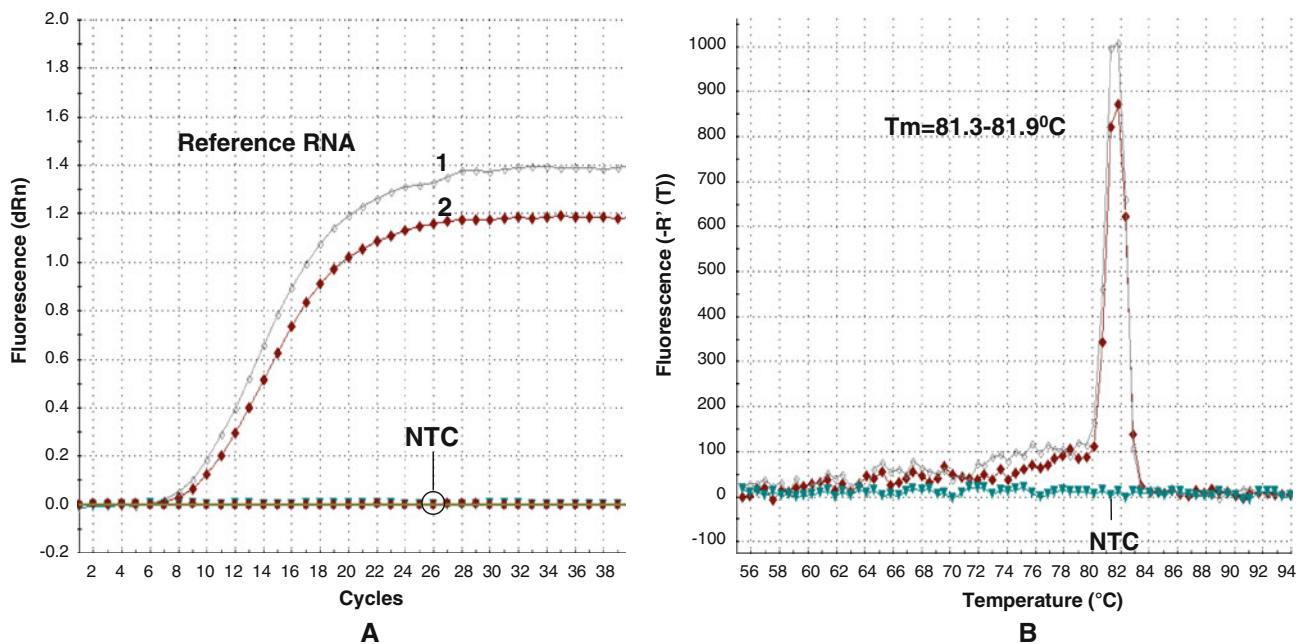 2.0
1.8
1.6
1.4
1.2
1.0
0.8
0.6
0.4
0.2
0.0
-0.2
Fluorescence (dRn)
Reference RNA
1
2
NTC
2 4 6 8 10 12 14 16 18 20 22 24 26 28 30 32 34 36 38
Cycles
A
1000
900
800
700
600
500
400
300
200
100
0
-100
Fluorescence (-R' (T))
Tm=81.3-81.9⁰C
NTC
56 58 60 62 64 66 68 70 72 74 76 78 80 82 84 86 88 90 92 94
Temperature (°C)
B